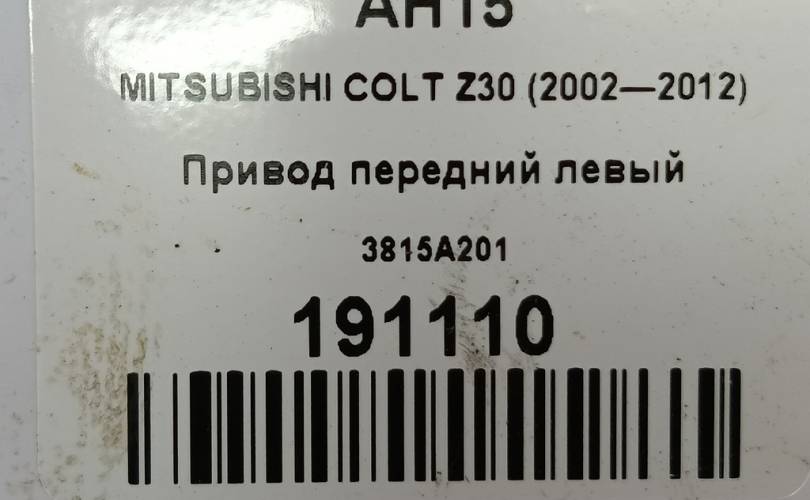 AH15
MITSUBISHI COLT Z30 (2002—2012)
Привод передний левый
3815A201
191110